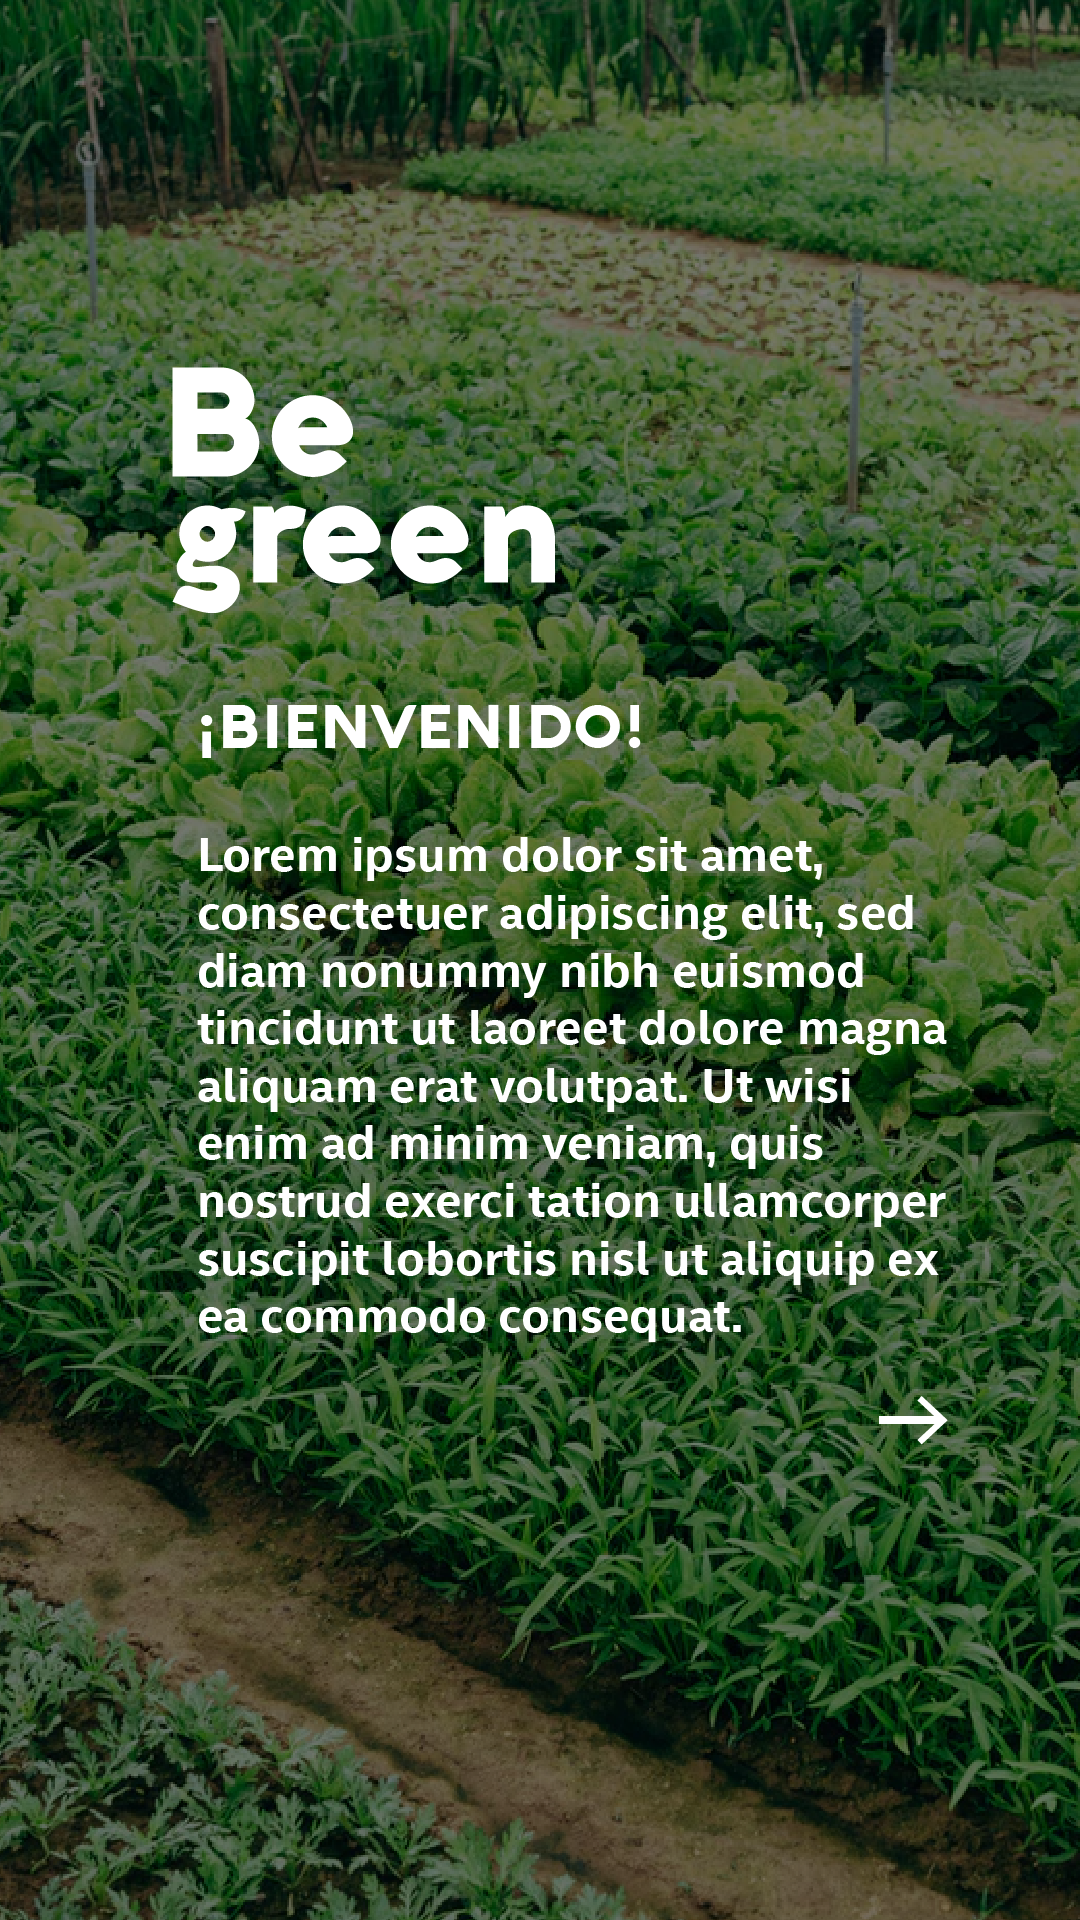 Be
green
¡BIENVENIDO!
Lorem ipsum dolor sit amet,
consectetuer adipiscing elit, sed
diam nonummy nibh euismod
tincidunt ut laoreet dolore magna
aliquam erat volutpat. Ut wisi
enim ad minim veniam, quis
nostrud exerci tation ullamcorper
suscipit lobortis nisl ut aliquip ex
ea commodo consequat.